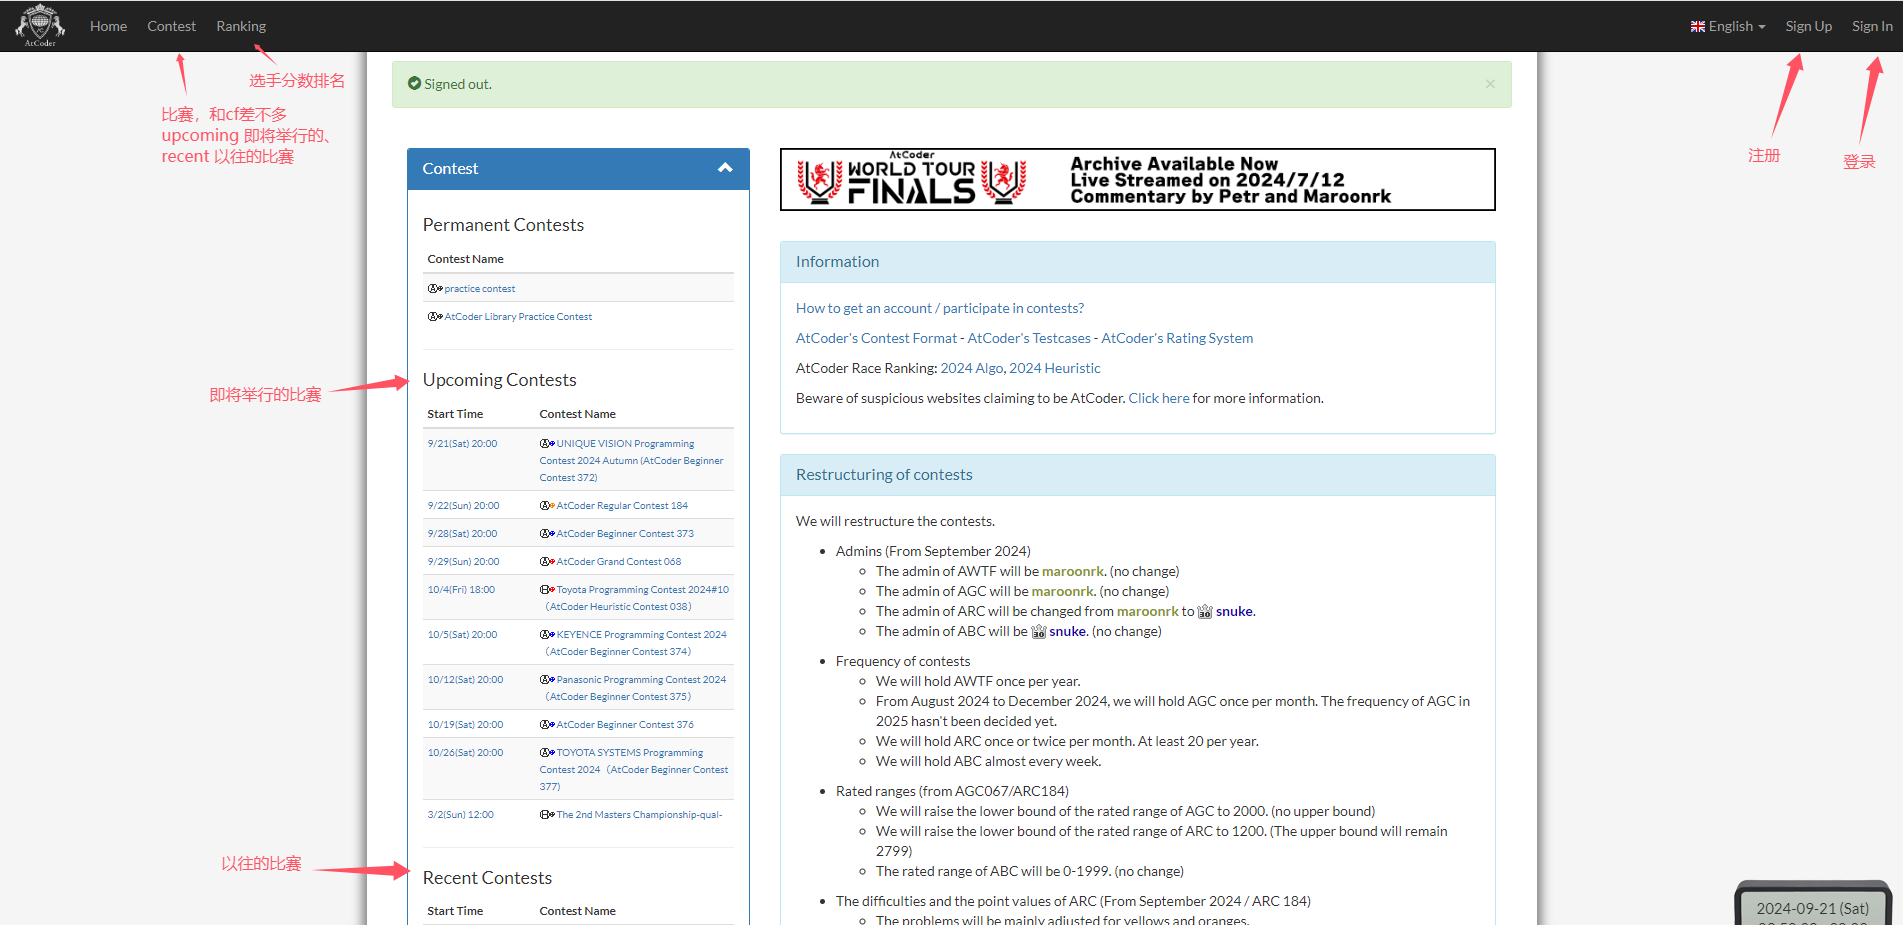 AtCoder
Home
Contest
Ranking
English
Sign Up
Sign In
选手分数排名
比赛，和cf差不多
upcoming 即将举行的、
recent 以往的比赛
注册
登录
Signed out.
×
Contest
Permanent Contests
Contest Name
practice contest
AtCoder Library Practice Contest
即将举行的比赛
Upcoming Contests
Start Time
Contest Name
9/21(Sat) 20:00
UNIQUE VISION Programming
Contest 2024 Autumn (AtCoder Beginner
Contest 372)
9/22(Sun) 20:00
AtCoder Regular Contest 184
9/28(Sat) 20:00
AtCoder Beginner Contest 373
9/29(Sun) 20:00
AtCoder Grand Contest 068
10/4(Fri) 18:00
Toyota Programming Contest 2024#10
（AtCoder Heuristic Contest 038）
10/5(Sat) 20:00
KEYENCE Programming Contest 2024
（AtCoder Beginner Contest 374）
10/12(Sat) 20:00
Panasonic Programming Contest 2024
（AtCoder Beginner Contest 375）
10/19(Sat) 20:00
AtCoder Beginner Contest 376
10/26(Sat) 20:00
TOYOTA SYSTEMS Programming
Contest 2024（AtCoder Beginner Contest
377)
3/2(Sun) 12:00
The 2nd Masters Championship-qual-
以往的比赛
Recent Contests
Start Time
Contest Name
AtCoder
WORLD TOUR
FINALS
Archive Available Now
Live Streamed on 2024/7/12
Commentary by Petr and Maroonrk
Information
How to get an account / participate in contests?
AtCoder's Contest Format - AtCoder's Testcases - AtCoder's Rating System
AtCoder Race Ranking: 2024 Algo, 2024 Heuristic
Beware of suspicious websites claiming to be AtCoder. Click here for more information.
Restructuring of contests
We will restructure the contests.
Admins (From September 2024)
The admin of AWTF will be maroonrk. (no change)
The admin of AGC will be maroonrk. (no change)
The admin of ARC will be changed from maroonrk to 30 snuke.
The admin of ABC will be 30 snuke. (no change)
Frequency of contests
We will hold AWTF once per year.
From August 2024 to December 2024, we will hold AGC once per month. The frequency of AGC in
2025 hasn't been decided yet.
We will hold ARC once or twice per month. At least 20 per year.
We will hold ABC almost every week.
Rated ranges (from AGC067/ARC184)
We will raise the lower bound of the rated range of AGC to 2000. (no upper bound)
We will raise the lower bound of the rated range of ARC to 1200. (The upper bound will remain
2799)
The rated range of ABC will be 0-1999. (no change)
The difficulties and the point values of ARC (From September 2024 / ARC 184)
The problems will be mainly adjusted for yellows and oranges.
2024-09-21 (Sat)